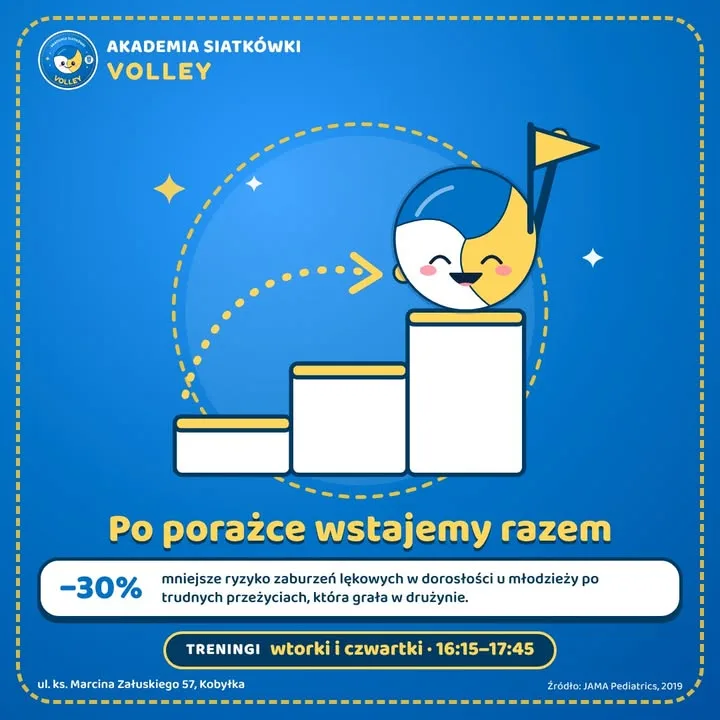 AKADEMIA SIATKÓWKI
VOLLEY
VOLLEY
Po porażce wstajemy razem
–30%
mniejsze ryzyko zaburzeń lękowych w dorosłości u młodzieży po
trudnych przeżyciach, która grała w drużynie.
TRENINGI wtorki i czwartki · 16:15–17:45
ul. ks. Marcina Załuskiego 57, Kobyłka
Źródło: JAMA Pediatrics, 2019